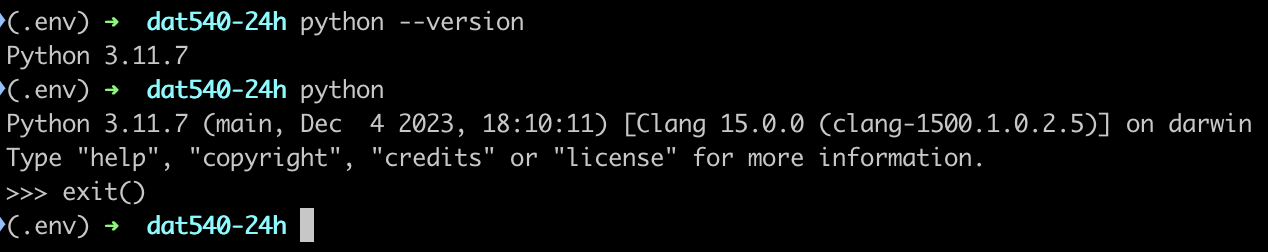 (.env) ➜  dat540-24h python --version
Python 3.11.7
(.env) ➜  dat540-24h python
Python 3.11.7 (main, Dec  4 2023, 18:10:11) [Clang 15.0.0 (clang-1500.1.0.2.5)] on darwin
Type "help", "copyright", "credits" or "license" for more information.
>>> exit()
(.env) ➜  dat540-24h